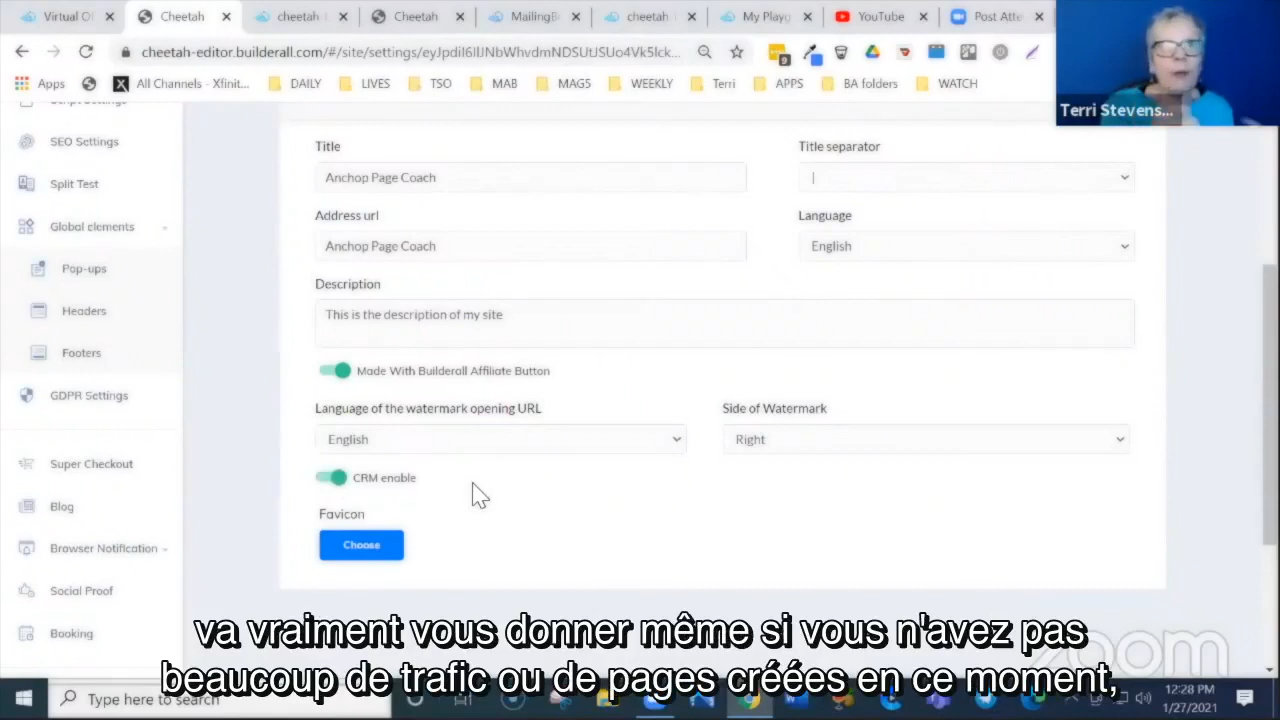 Virtual Of
Cheetah
cheetah
Cheetah
MailingB
cheetah
My Playg
YouTube
Post Atte
cheetah-editor.builderall.com/#/site/settings/
Apps
All Channels - Xfinit...
DAILY
LIVES
TSO
MAB
MAG5
WEEKLY
Terri
APPS
BA folders
WATCH
Terri Stevens...
Script Settings
SEO Settings
Split Test
Global elements
Pop-ups
Headers
Footers
GDPR Settings
Super Checkout
Blog
Browser Notification
Social Proof
Booking
Title
Title separator
Anchop Page Coach
|
Address url
Language
Anchop Page Coach
English
Description
This is the description of my site
Made With Builderall Affiliate Button
Language of the watermark opening URL
Side of Watermark
English
Right
CRM enable
Favicon
Choose
va vraiment vous donner même si vous n'avez pas
beaucoup de trafic ou de pages créées en ce moment,
zoom
Type here to search
12:28 PM
1/27/2021